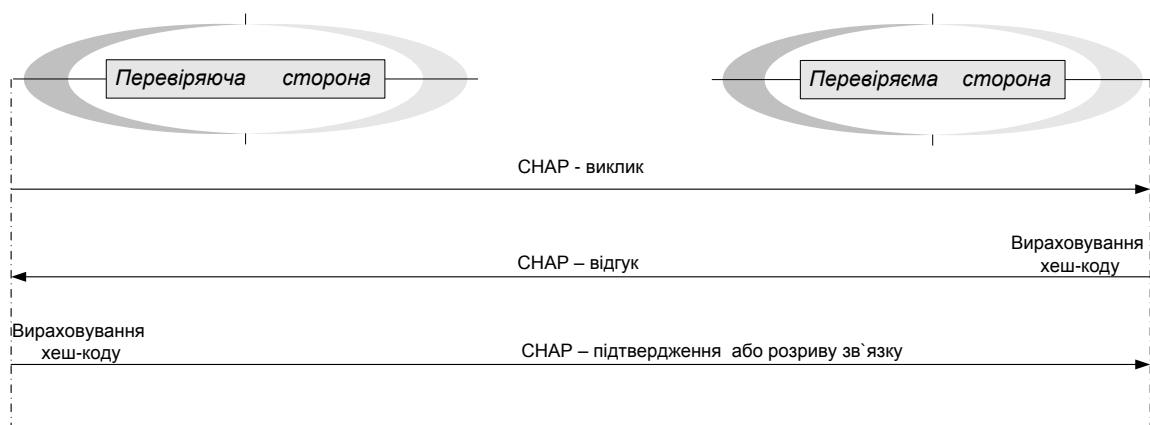 Перевіряюча сторона
Перевіряєма сторона
CHAP - виклик
Вираховування
хеш-коду
CHAP – відгук
Вираховування
хеш-коду
CHAP – підтвердження або розриву зв`язку